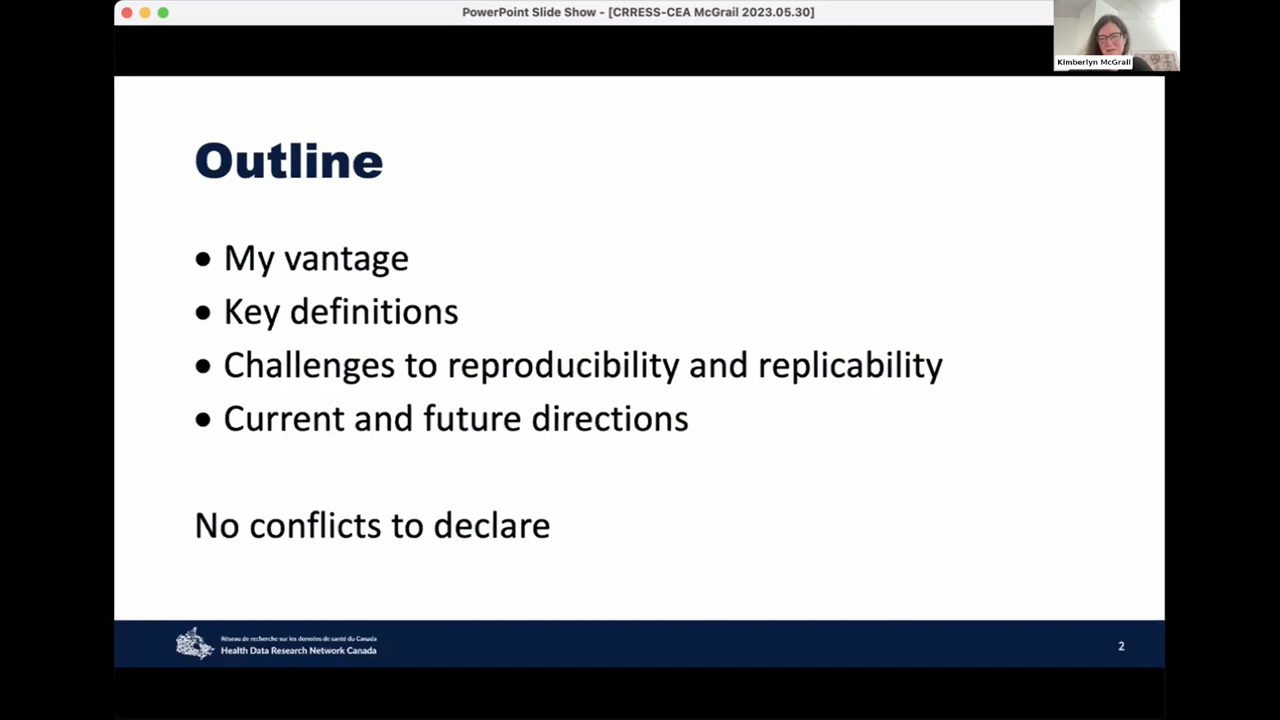 PowerPoint Slide Show - [CRRESS-CEA McGrail 2023.05.30]
Kimberlyn McGrail
Outline
• My vantage
• Key definitions
• Challenges to reproducibility and replicability
• Current and future directions
No conflicts to declare
Réseau de recherche sur les données de santé du Canada
Health Data Research Network Canada
2